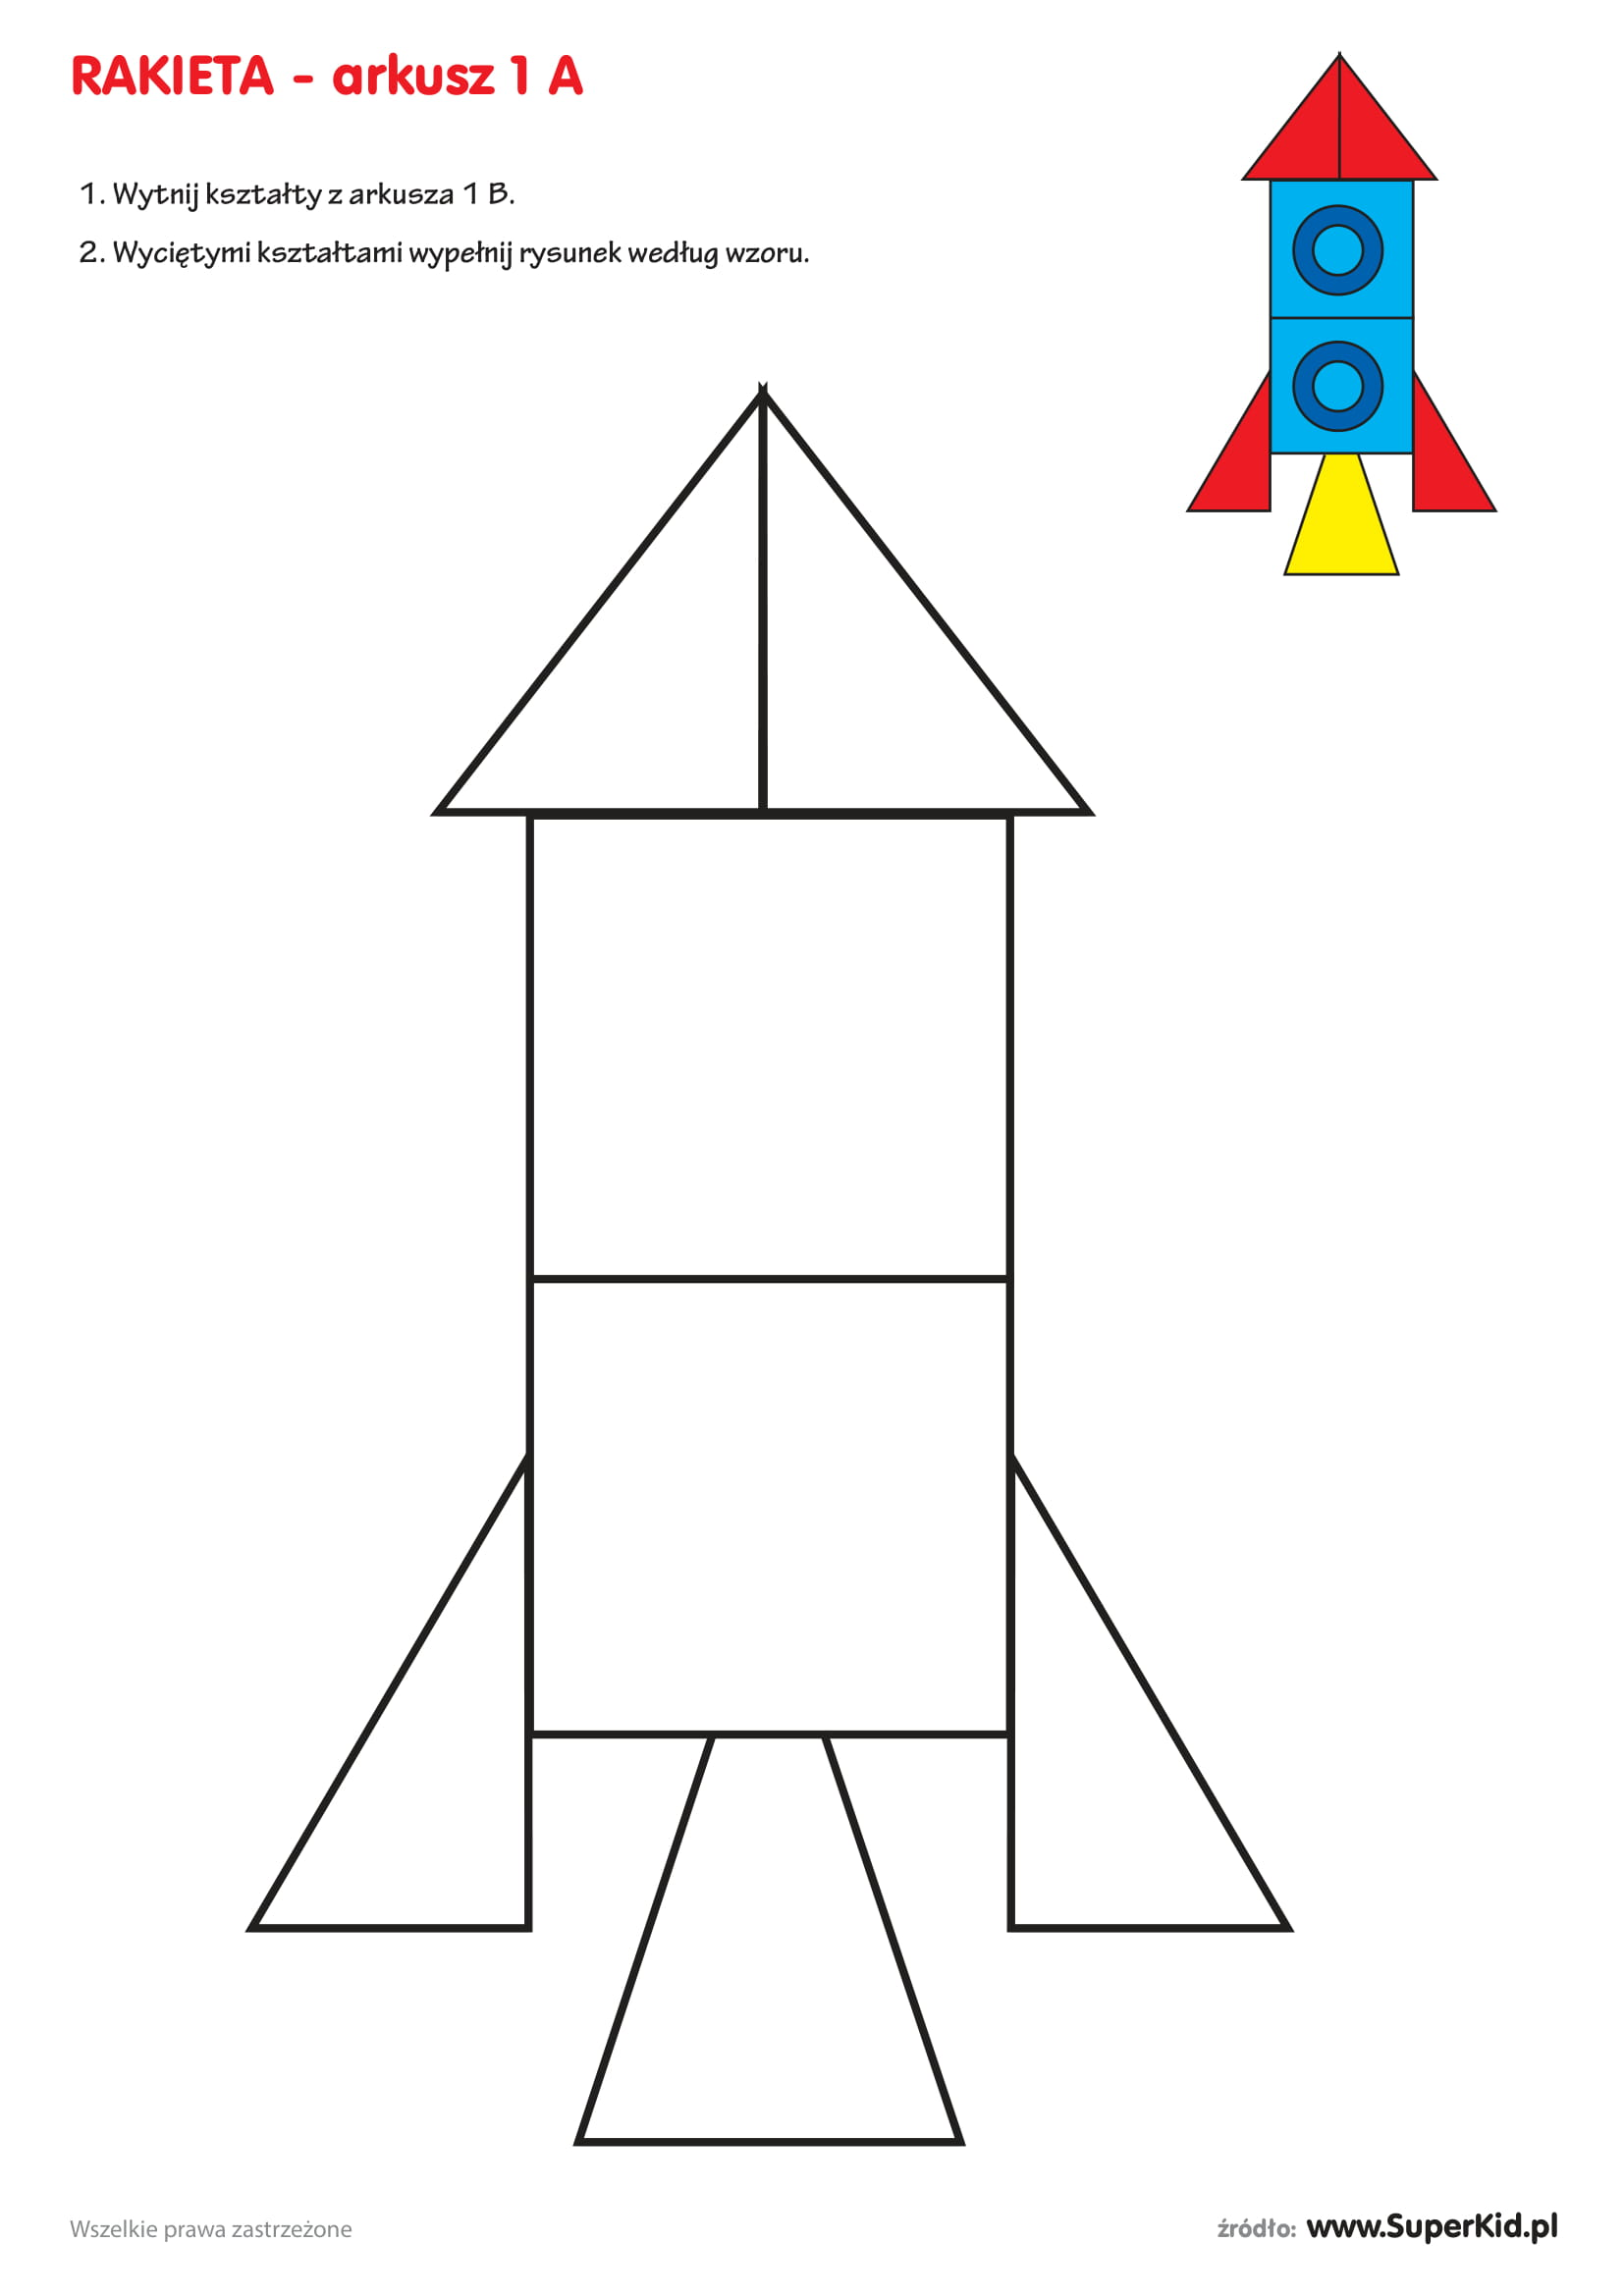 RAKIETA - arkusz 1 A
1. Wytnij kształty z arkusza 1 B.
2. Wyciętymi kształtami wypełnij rysunek według wzoru.
Wszelkie prawa zastrzeżone
źródło: www.SuperKid.pl